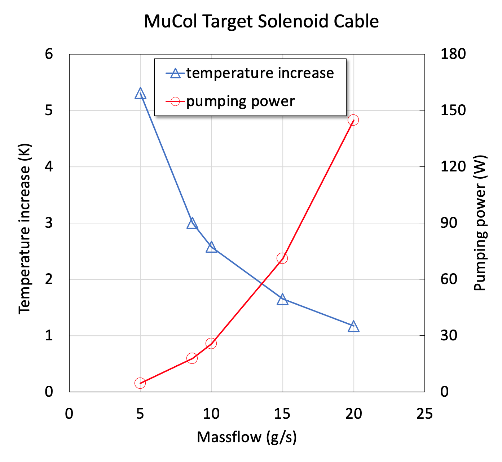 MuCol Target Solenoid Cable
6
5
4
3
2
1
0
Temperature increase (K)
temperature increase
pumping power
180
150
120
90
60
30
0
Pumping power (W)
0 5 10 15 20 25
Massflow (g/s)